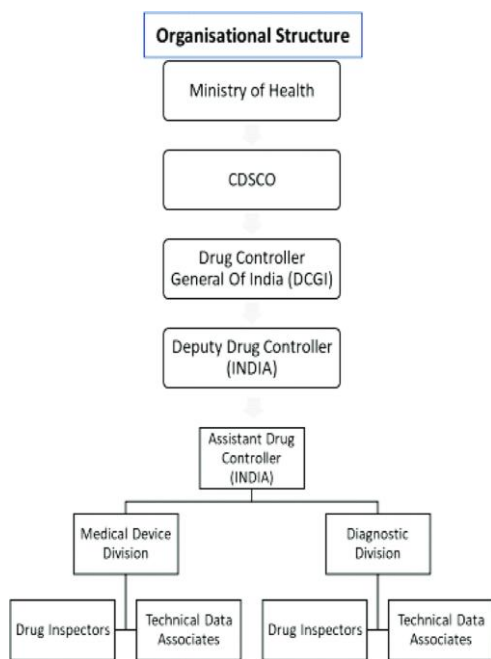 Organisational Structure
Ministry of Health
CDSCO
Drug Controller
General Of India (DCGI)
Deputy Drug Controller
(INDIA)
Assistant Drug
Controller
(INDIA)
Medical Device
Division
Diagnostic
Division
Drug Inspectors
Technical Data
Associates
Drug Inspectors
Technical Data
Associates